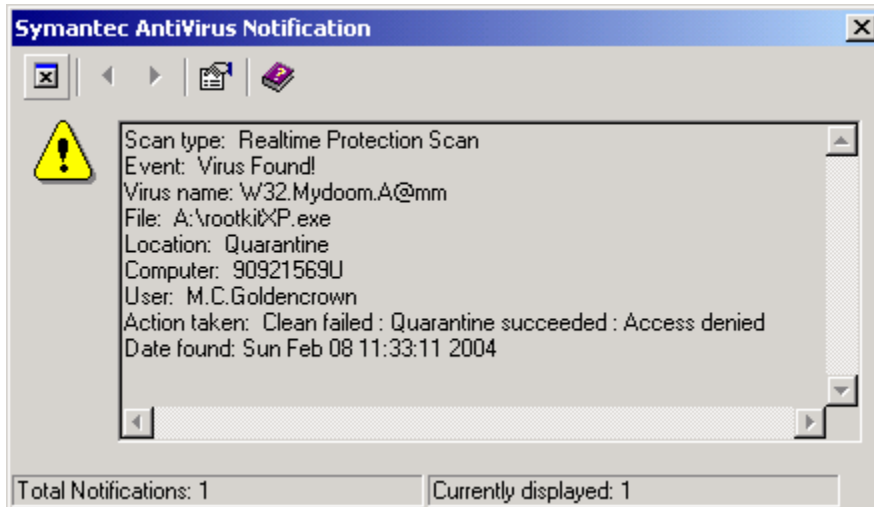 Symantec AntiVirus Notification
Scan type:  Realtime Protection Scan
Event:  Virus Found!
Virus name: W32.Mydoom.A@mm
File:  A:\rootkitXP.exe
Location:  Quarantine
Computer:  90921569U
User:  M.C.Goldencrown
Action taken:  Clean failed : Quarantine succeeded : Access denied
Date found: Sun Feb 08 11:33:11 2004
Total Notifications: 1
Currently displayed: 1